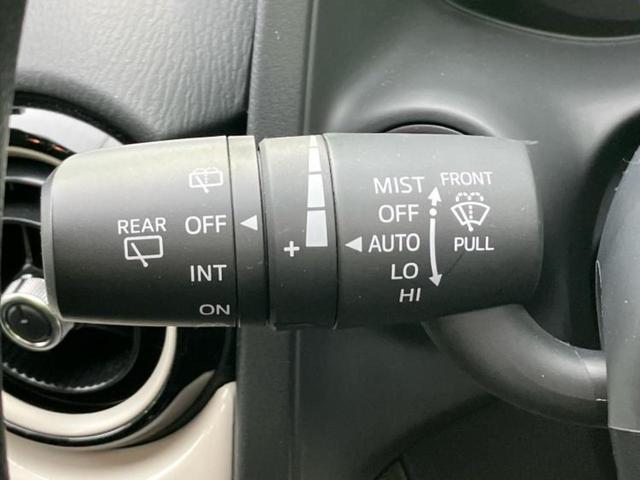 REAR
OFF
INT
ON
+
MIST
OFF
AUTO
LO
HI
FRONT
PULL